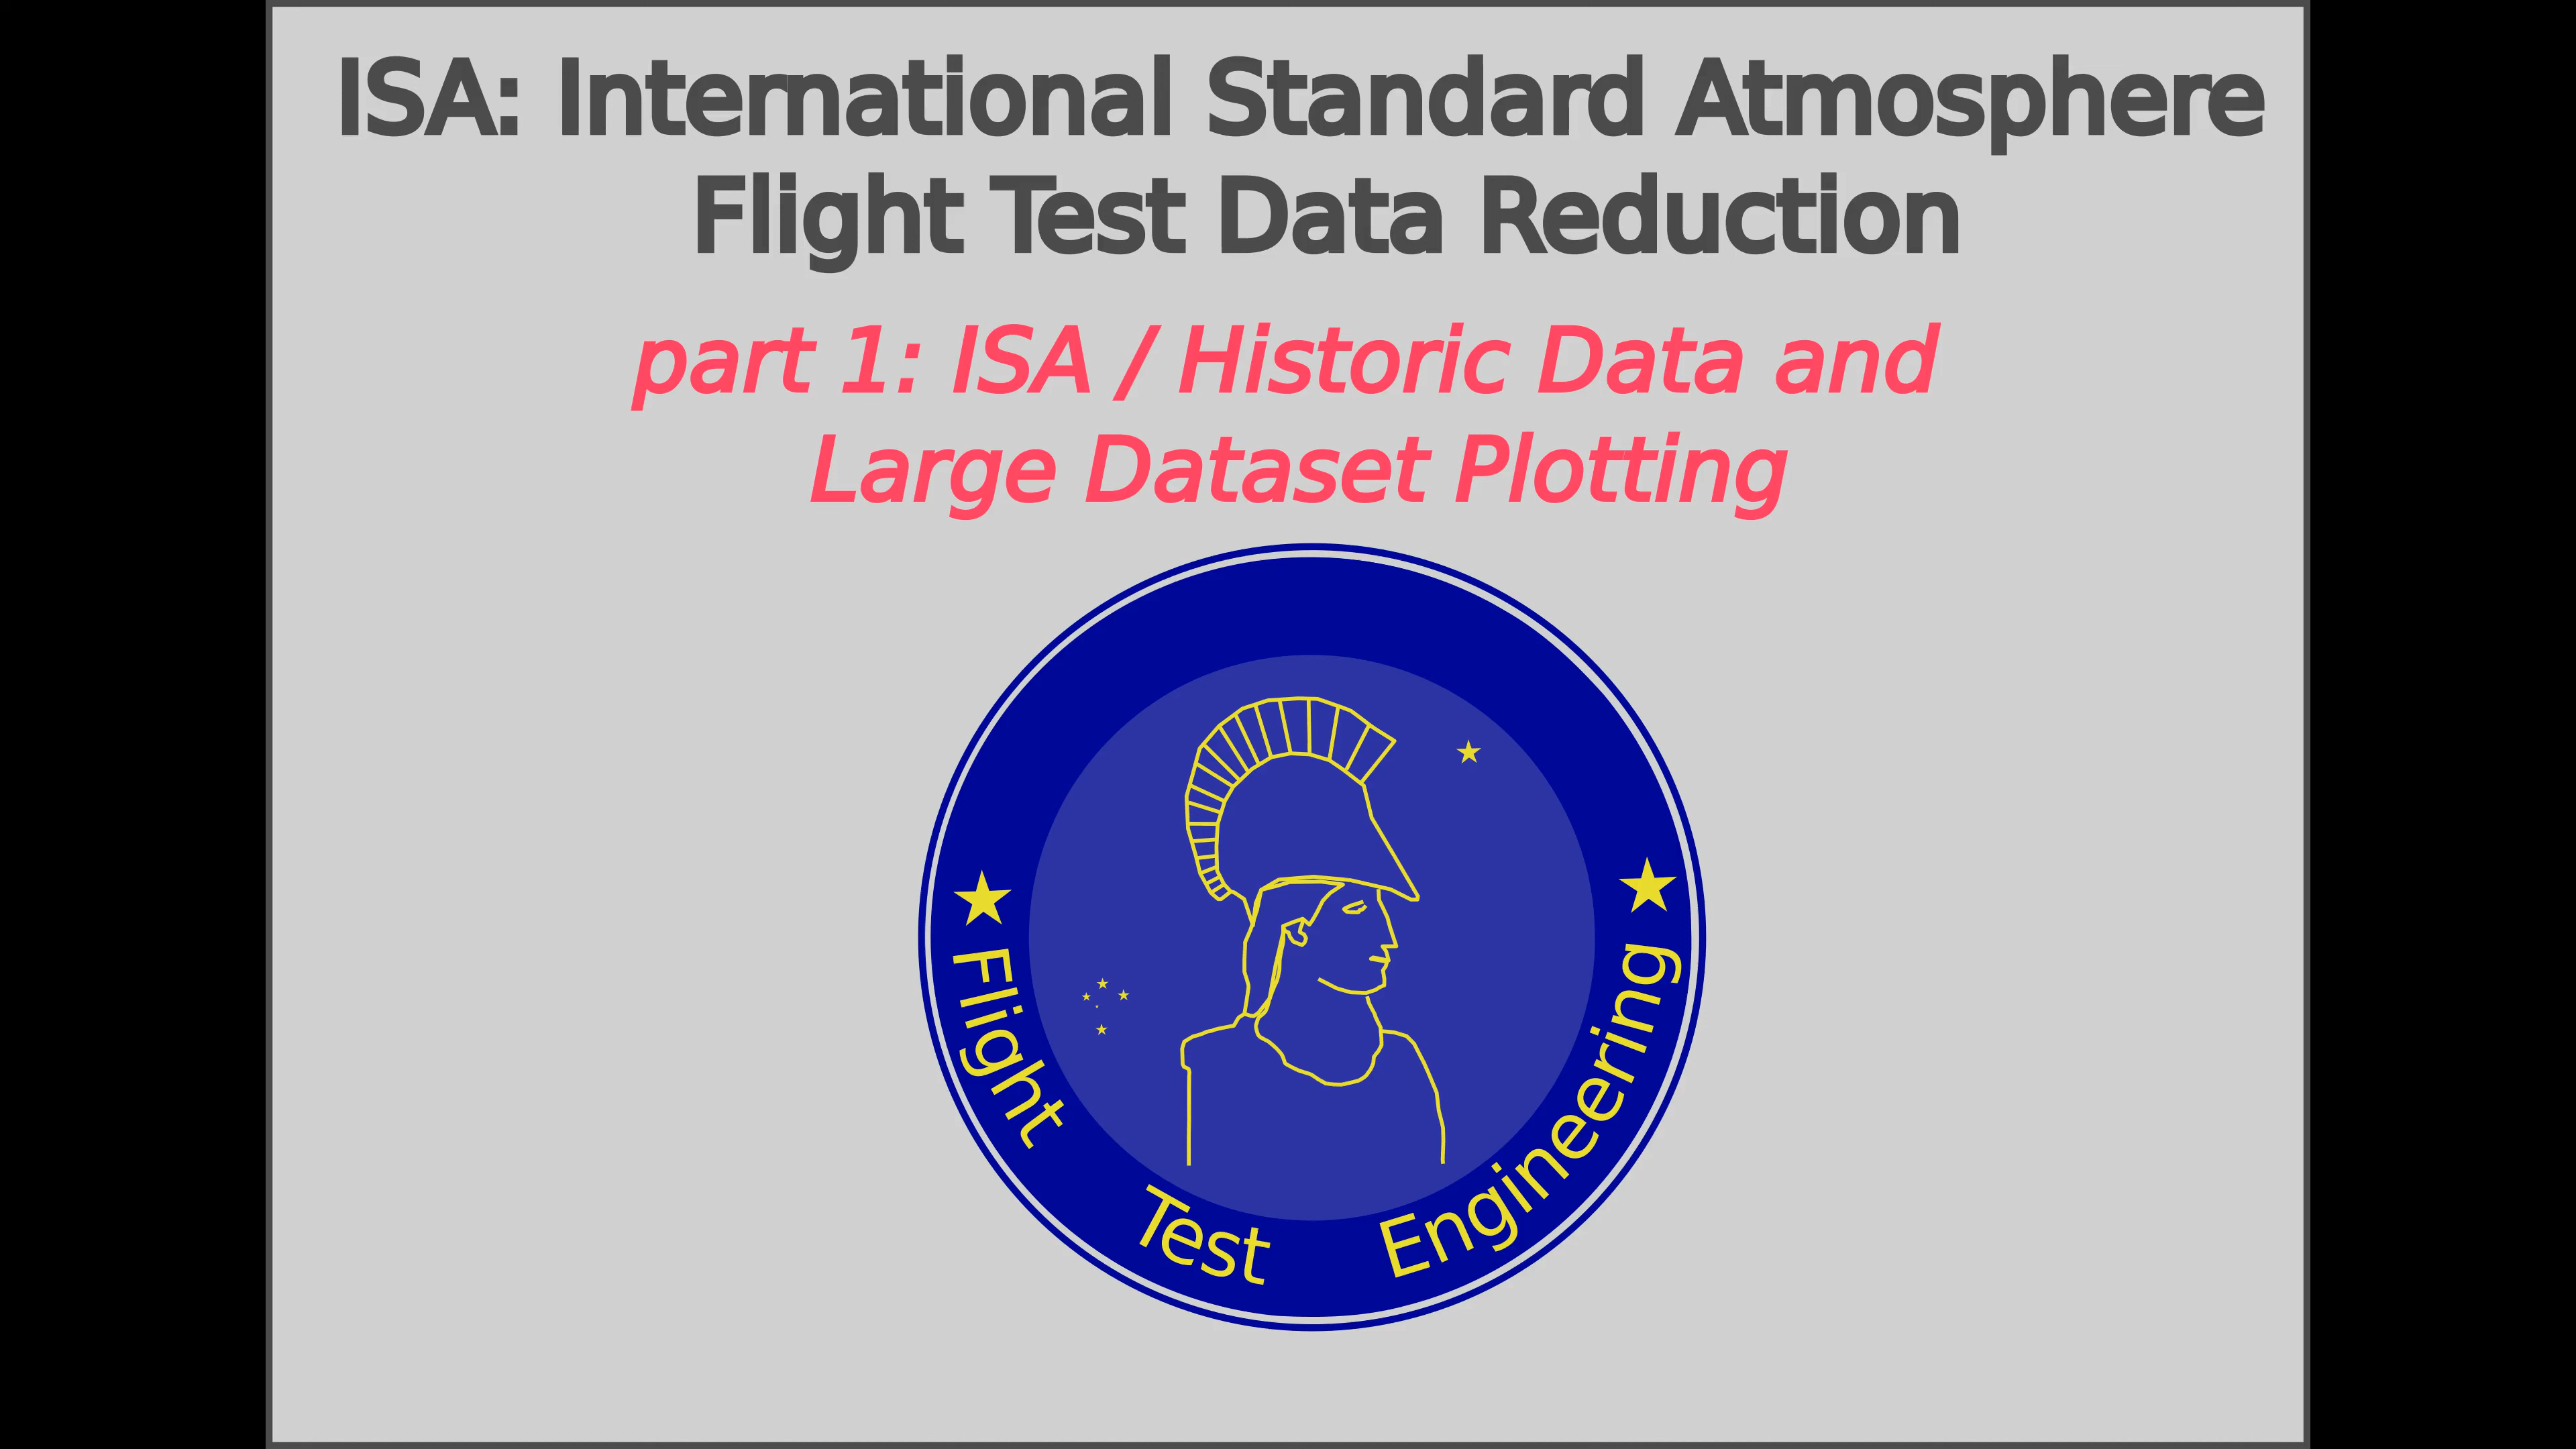 ISA: International Standard Atmosphere
Flight Test Data Reduction
part 1: ISA / Historic Data and
Large Dataset Plotting
Flight Test Engineering